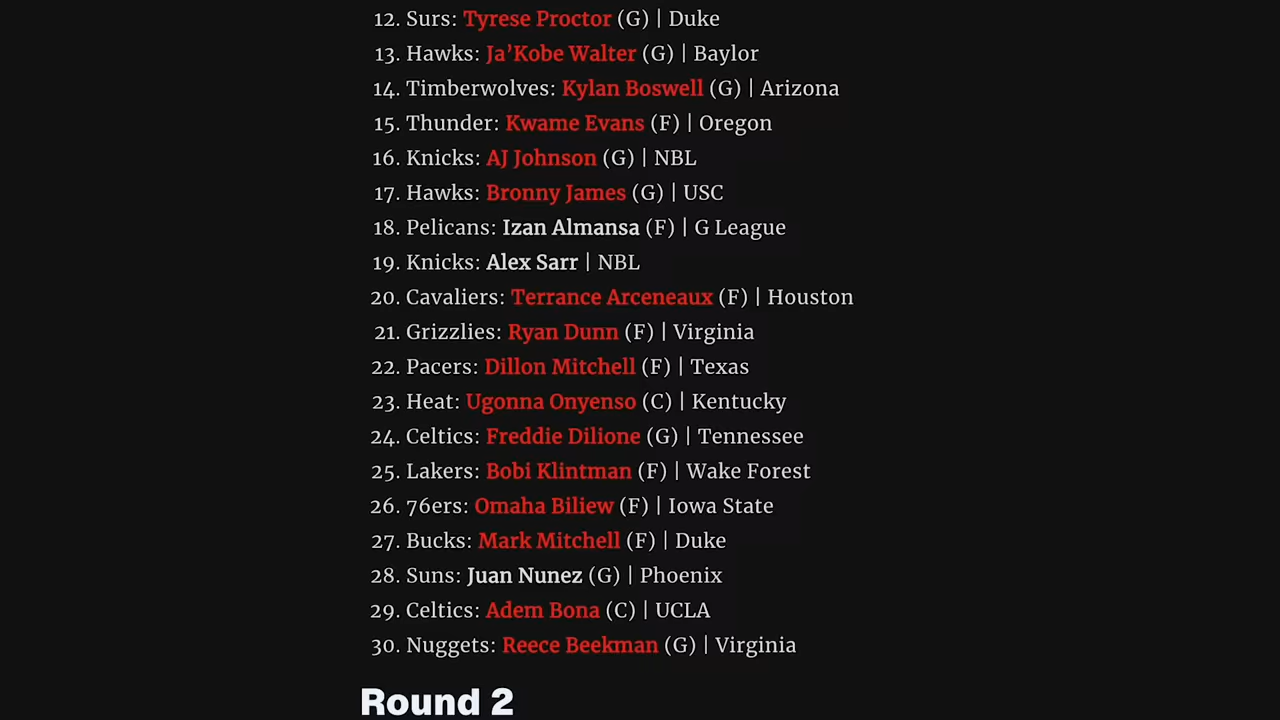 12. Surs: Tyrese Proctor (G) | Duke
13. Hawks: Ja’Kobe Walter (G) | Baylor
14. Timberwolves: Kylan Boswell (G) | Arizona
15. Thunder: Kwame Evans (F) | Oregon
16. Knicks: AJ Johnson (G) | NBL
17. Hawks: Bronny James (G) | USC
18. Pelicans: Izan Almansa (F) | G League
19. Knicks: Alex Sarr | NBL
20. Cavaliers: Terrance Arceneaux (F) | Houston
21. Grizzlies: Ryan Dunn (F) | Virginia
22. Pacers: Dillon Mitchell (F) | Texas
23. Heat: Ugonna Onyenso (C) | Kentucky
24. Celtics: Freddie Dilione (G) | Tennessee
25. Lakers: Bobi Klintman (F) | Wake Forest
26. 76ers: Omaha Biliew (F) | Iowa State
27. Bucks: Mark Mitchell (F) | Duke
28. Suns: Juan Nunez (G) | Phoenix
29. Celtics: Adem Bona (C) | UCLA
30. Nuggets: Reece Beekman (G) | Virginia
Round 2